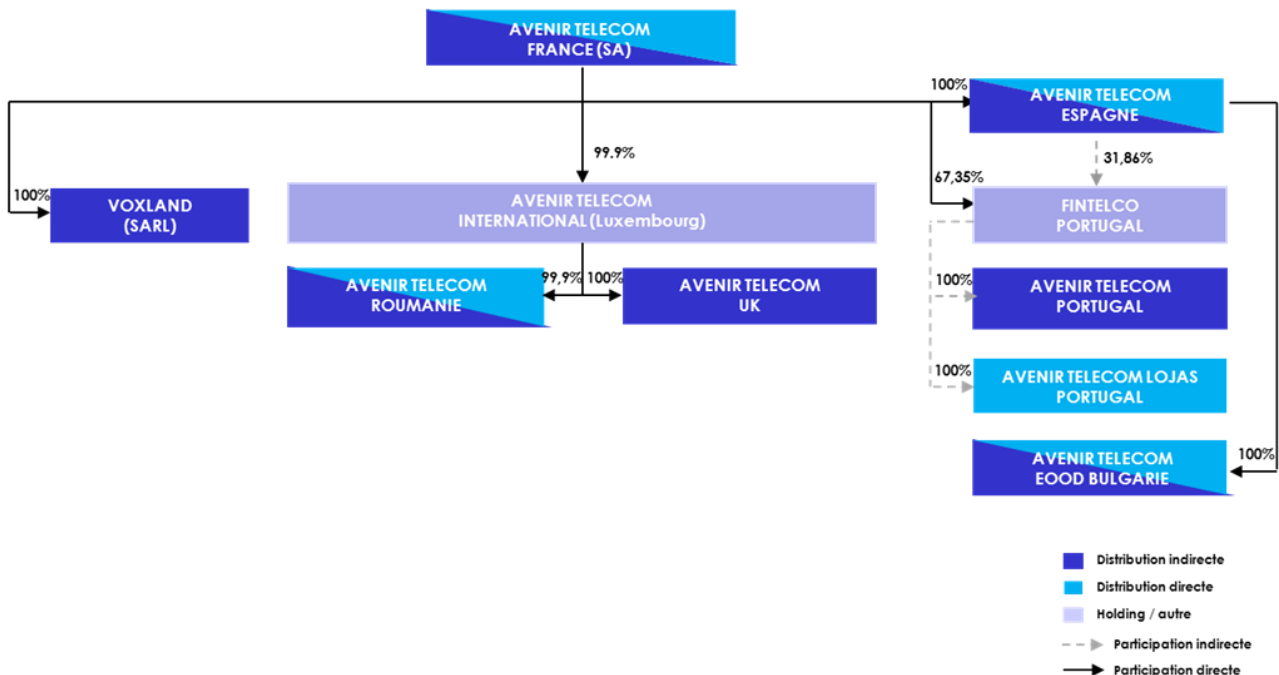 AVENIR TELECOM
FRANCE (SA)
100%
AVENIR TELECOM
ESPAGNE
99.9%
31,86%
100%
VOXLAND
(SARL)
AVENIR TELECOM
INTERNATIONAL (Luxembourg)
67,35%
FINTELCO
PORTUGAL
AVENIR TELECOM
ROUMANIE
99,9%
100%
AVENIR TELECOM
UK
100%
AVENIR TELECOM
PORTUGAL
100%
AVENIR TELECOM LOJAS
PORTUGAL
AVENIR TELECOM
EOOD BULGARIE
100%
Distribution indirecte
Distribution directe
Holding / autre
Participation indirecte
Participation directe